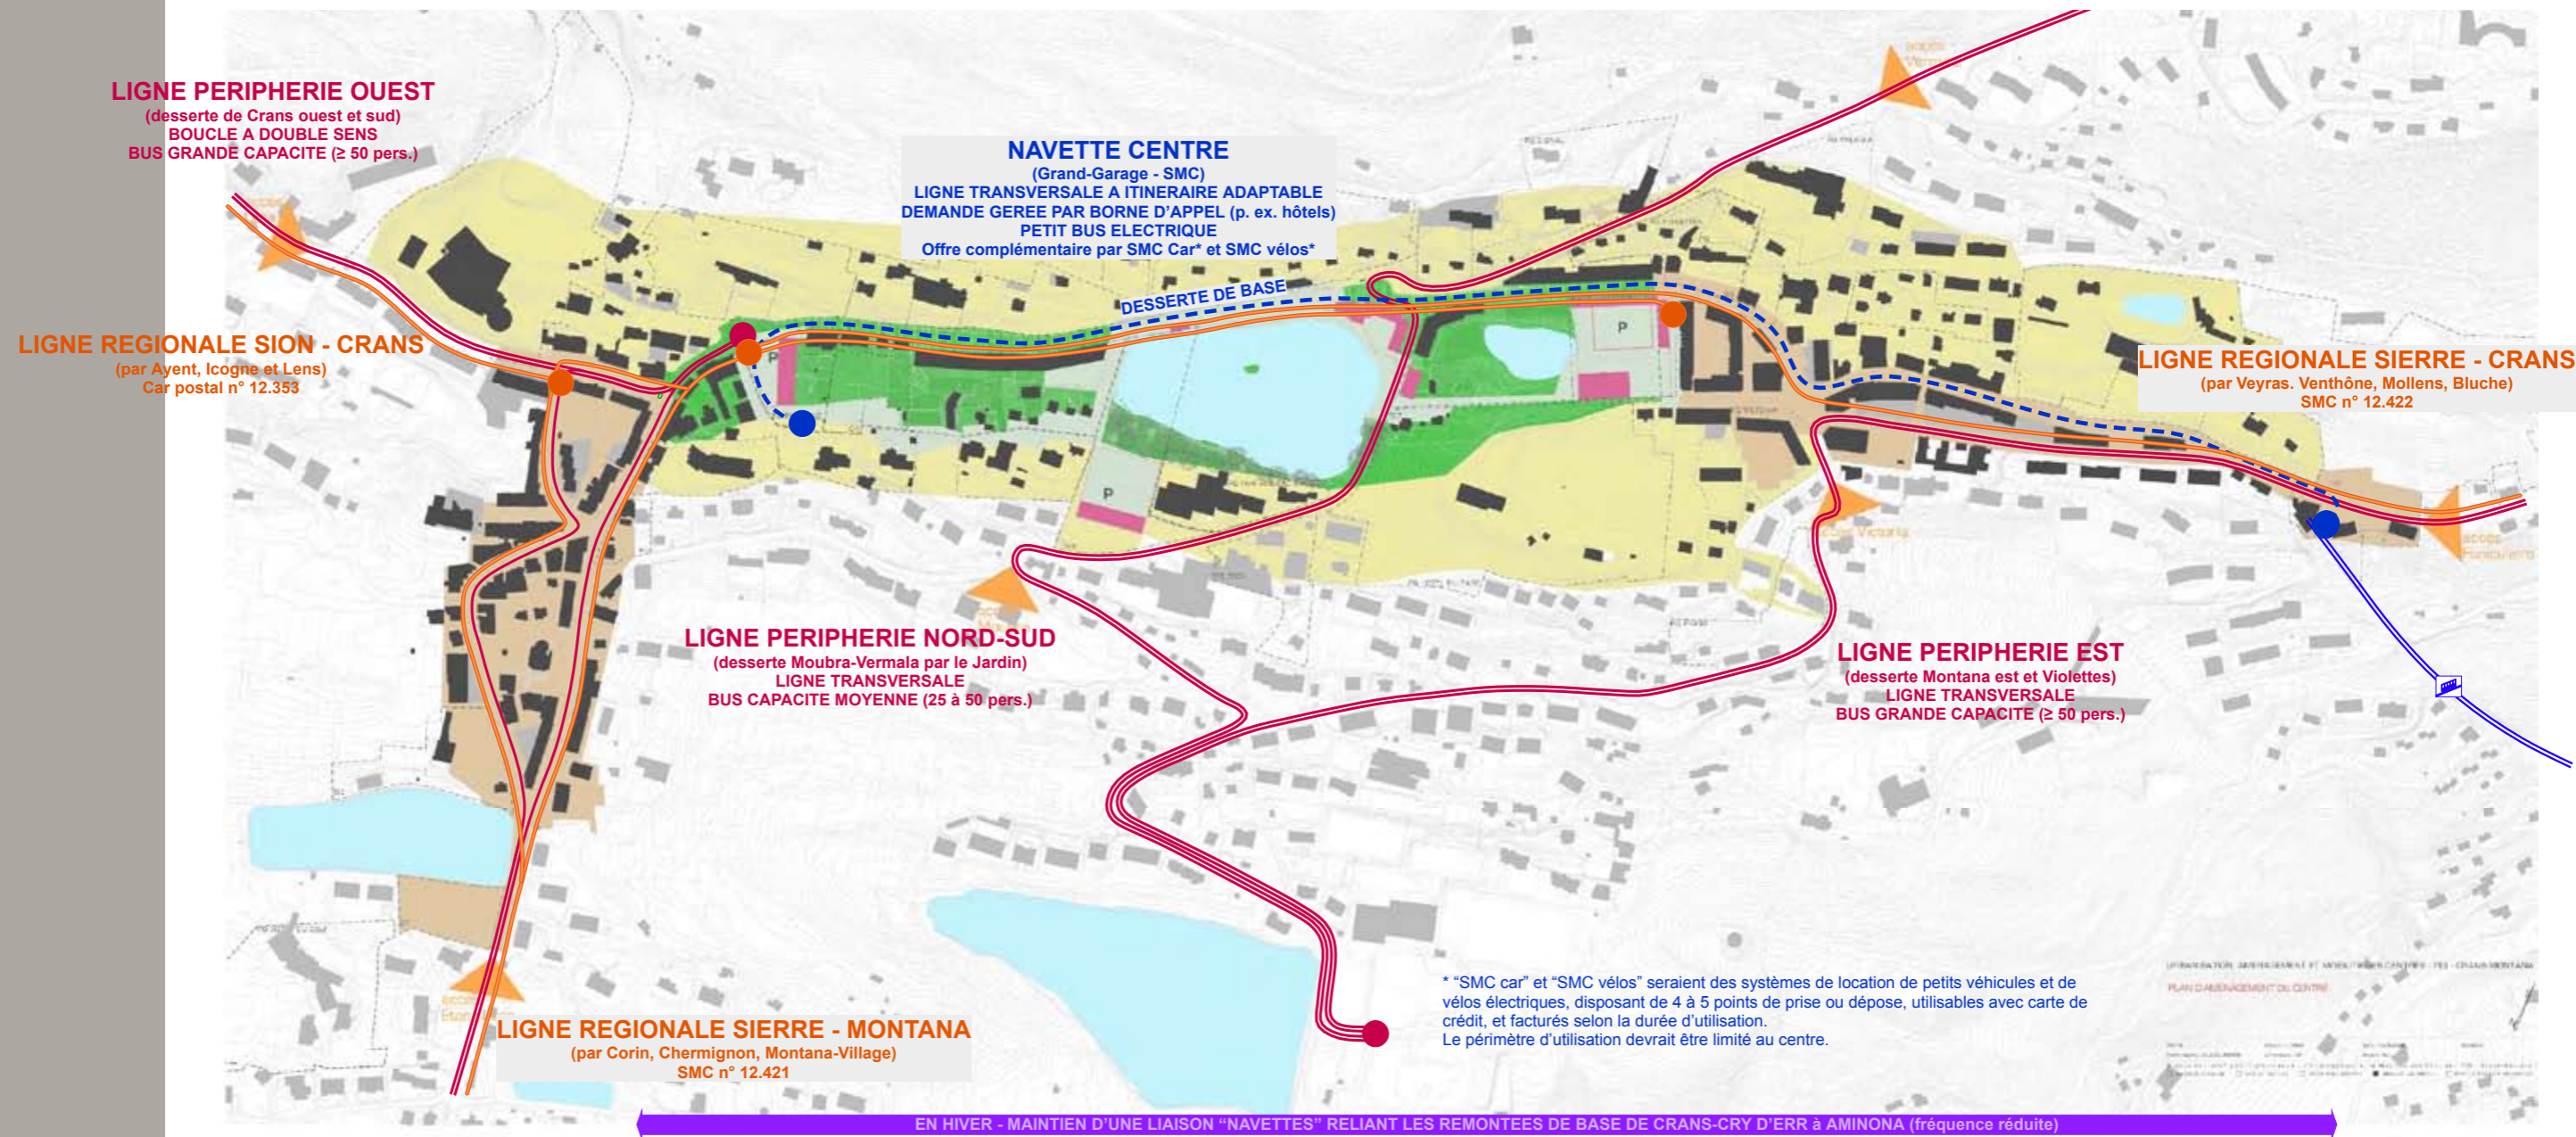 LIGNE PERIPHERIE OUEST
(desserte de Crans ouest et sud)
BOUCLE A DOUBLE SENS
BUS GRANDE CAPACITE (≥ 50 pers.)
NAVETTE CENTRE
(Grand-Garage - SMC)
LIGNE TRANSVERSALE A ITINERAIRE ADAPTABLE
DEMANDE GEREE PAR BORNE D'APPEL (p. ex. hôtels)
PETIT BUS ELECTRIQUE
Offre complémentaire par SMC Car* et SMC vélos*
DESSERTE DE BASE
LIGNE REGIONALE SION - CRANS
(par Ayent, Icogne et Lens)
Car postal n° 12.353
P
P
P
LIGNE REGIONALE SIERRE - CRANS
(par Veyras. Venthône, Mollens, Bluche)
SMC n° 12.422
LIGNE PERIPHERIE NORD-SUD
(desserte Moubra-Vermala par le Jardin)
LIGNE TRANSVERSALE
BUS CAPACITE MOYENNE (25 à 50 pers.)
LIGNE PERIPHERIE EST
(desserte Montana est et Violettes)
LIGNE TRANSVERSALE
BUS GRANDE CAPACITE (≥ 50 pers.)
* “SMC car” et “SMC vélos” seraient des systèmes de location de petits véhicules et de
vélos électriques, disposant de 4 à 5 points de prise ou dépose, utilisables avec carte de
crédit, et facturés selon la durée d'utilisation.
Le périmètre d'utilisation devrait être limité au centre.
PLAN D'AMENAGEMENT DU CENTRE
LIGNE REGIONALE SIERRE - MONTANA
(par Corin, Chermignon, Montana-Village)
SMC n° 12.421
EN HIVER - MAINTIEN D'UNE LIAISON “NAVETTES” RELIANT LES REMONTEES DE BASE DE CRANS-CRY D'ERR à AMINONA (fréquence réduite)